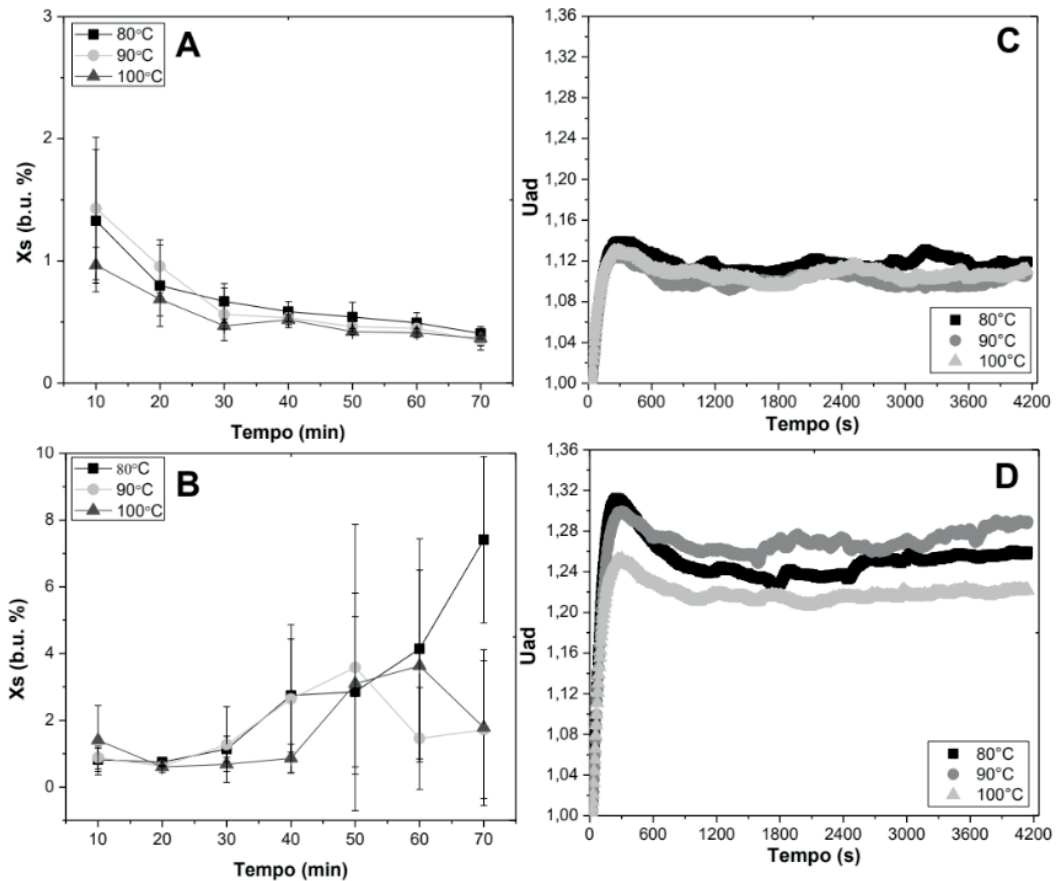 3
2
1
0
Xs (b.u. %)
80°C
90°C
100°C
A
10 20 30 40 50 60 70
Tempo (min)
1,36
1,32
1,28
1,24
1,20
1,16
1,12
1,08
1,04
1,00
Uad
C
80°C
90°C
100°C
0 600 1200 1800 2400 3000 3600 4200
Tempo (s)
10
8
6
4
2
0
Xs (b.u. %)
80°C
90°C
100°C
B
10 20 30 40 50 60 70
Tempo (min)
1,36
1,32
1,28
1,24
1,20
1,16
1,12
1,08
1,04
1,00
Uad
D
80°C
90°C
100°C
0 600 1200 1800 2400 3000 3600 4200
Tempo (s)